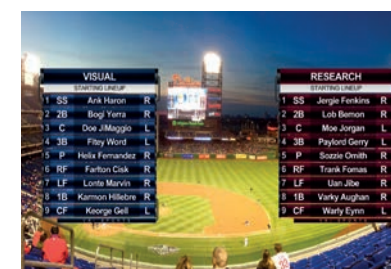 VISUAL
STARTING LINEUP
1 SS Ank Haron R
2 2B Bogi Yerra R
3 C Doe JiMaggio L
4 3B Fitey Word L
5 P Helix Fernandez R
6 RF Farlton Cisk R
7 LF Lonte Marvin R
8 1B Karmon Hillebre R
9 CF Keorge Gell L
RESEARCH
STARTING LINEUP
1 SS Jergie Fenkins R
2 2B Lob Bemon R
3 C Moe Jorgan L
4 3B Paylord Gerry L
5 P Sozzie Omith R
6 RF Trank Fomas R
7 LF Uan Jibe R
8 1B Varky Aughan R
9 CF Warly Eynn L